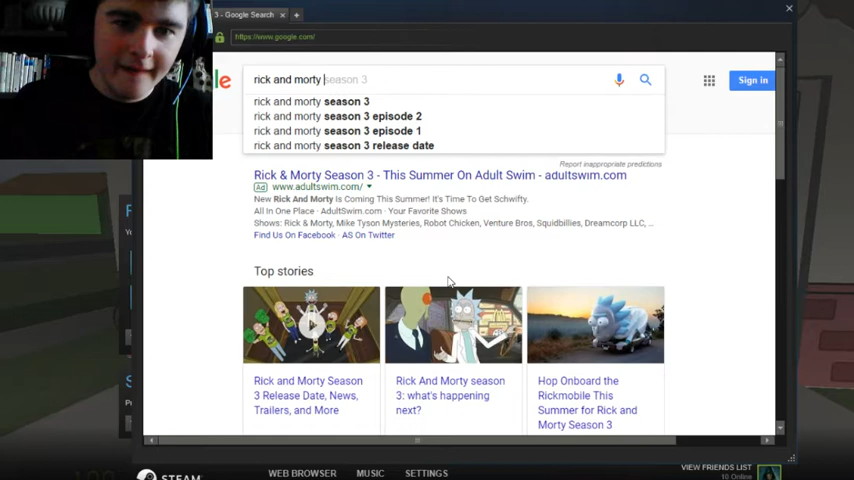 3 - Google Search
https://www.google.com/
rick and morty season 3
Sign in
rick and morty season 3
rick and morty season 3 episode 2
rick and morty season 3 episode 1
rick and morty season 3 release date
Report inappropriate predictions
Rick & Morty Season 3 - This Summer On Adult Swim - adultswim.com
Ad www.adultswim.com/
New Rick And Morty Is Coming This Summer! It's Time To Get Schwifty.
All In One Place · AdultSwim.com · Your Favorite Shows
Shows: Rick & Morty, Mike Tyson Mysteries, Robot Chicken, Venture Bros, Squidbillies, Dreamcorp LLC, ...
Find Us On Facebook · AS On Twitter
Top stories
Rick and Morty Season
3 Release Date, News,
Trailers, and More
Rick And Morty season
3: what's happening
next?
Hop Onboard the
Rickmobile This
Summer for Rick and
Morty Season 3
STEAM
WEB BROWSER
MUSIC
SETTINGS
VIEW FRIENDS LIST
10 Online